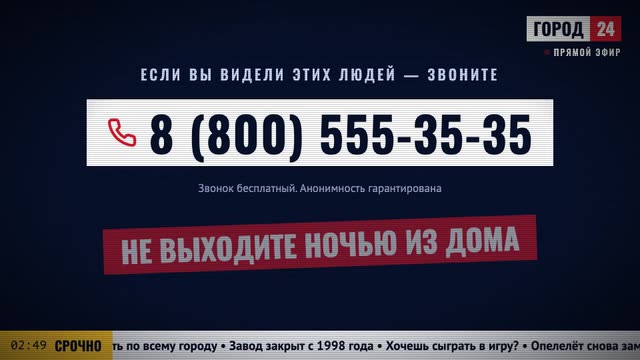 ГОРОД 24
ПРЯМОЙ ЭФИР
ЕСЛИ ВЫ ВИДЕЛИ ЭТИХ ЛЮДЕЙ — ЗВОНИТЕ
8 (800) 555-35-35
Звонок бесплатный. Анонимность гарантирована
НЕ ВЫХОДИТЕ НОЧЬЮ ИЗ ДОМА
02:49 СРОЧНО ть по всему городу • Завод закрыт с 1998 года • Хочешь сыграть в игру? • Опелелёт снова зам